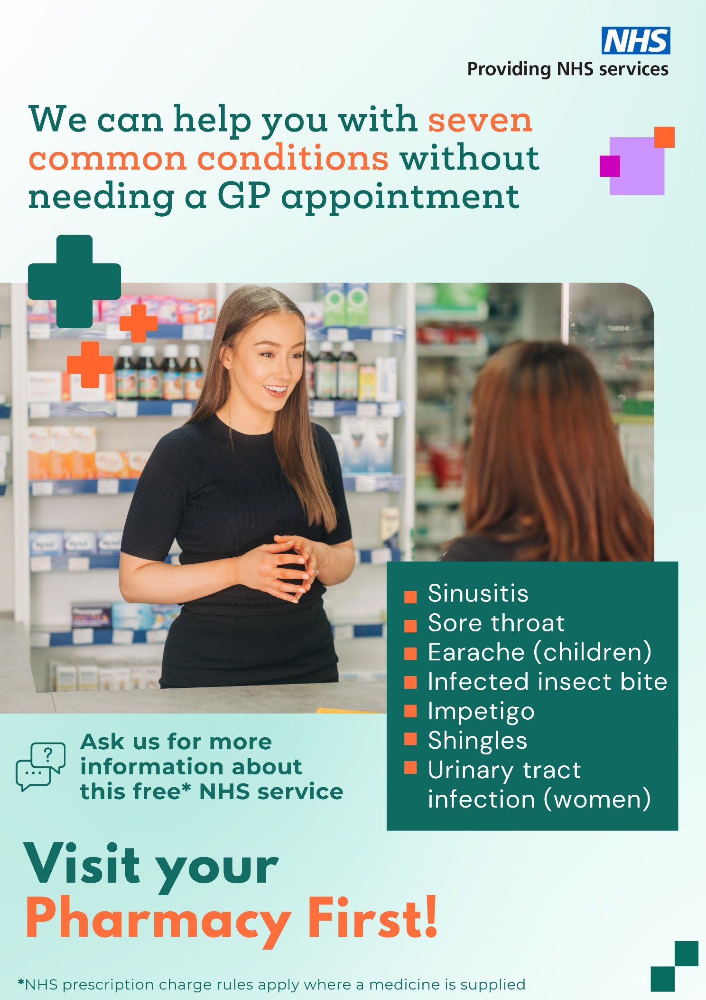 NHS
Providing NHS services
We can help you with seven
common conditions without
needing a GP appointment
Sinusitis
Sore throat
Earache (children)
Infected insect bite
Impetigo
Shingles
Urinary tract
infection (women)
?
...
Ask us for more
information about
this free* NHS service
Visit your
Pharmacy First!
*NHS prescription charge rules apply where a medicine is supplied